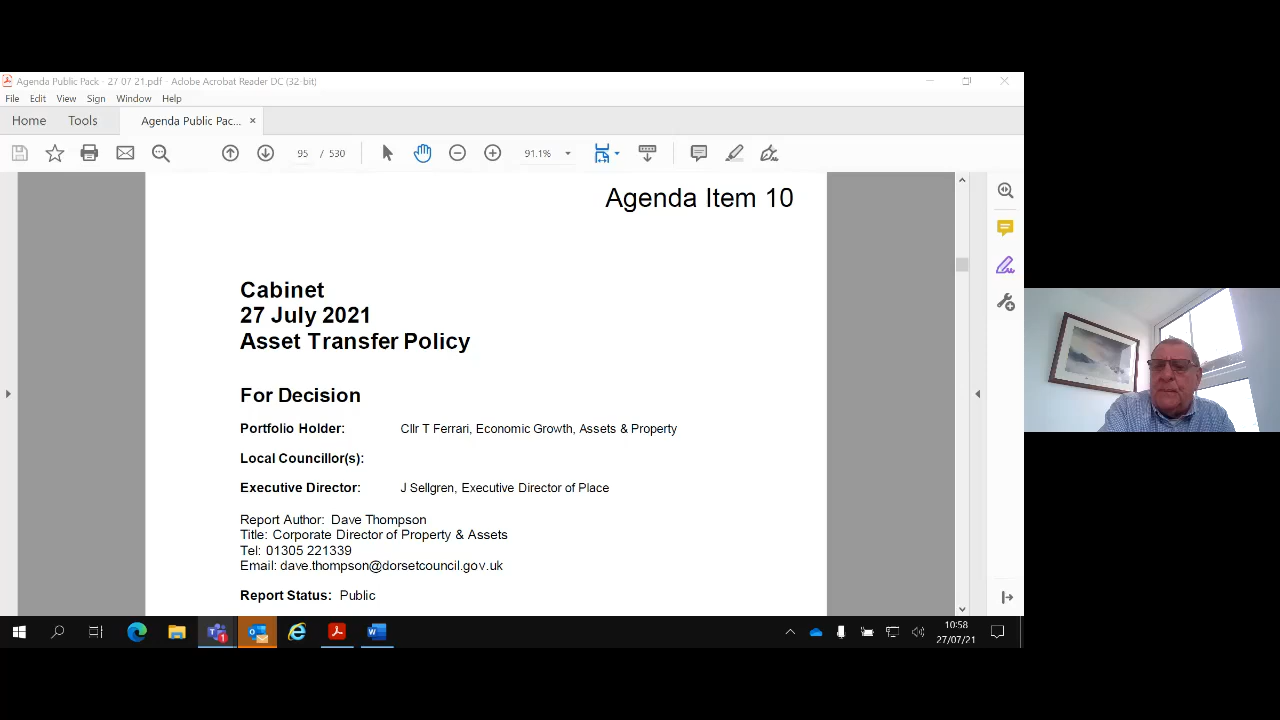 Agenda Public Pack - 27 07 21.pdf - Adobe Acrobat Reader DC (32-bit)
File Edit View Sign Window Help
Home Tools Agenda Public Pac... ×
95 / 530 91.1%
Agenda Item 10
Cabinet
27 July 2021
Asset Transfer Policy
For Decision
Portfolio Holder: Cllr T Ferrari, Economic Growth, Assets & Property
Local Councillor(s):
Executive Director: J Sellgren, Executive Director of Place
Report Author: Dave Thompson
Title: Corporate Director of Property & Assets
Tel: 01305 221339
Email: dave.thompson@dorsetcouncil.gov.uk
Report Status: Public
10:58
27/07/21